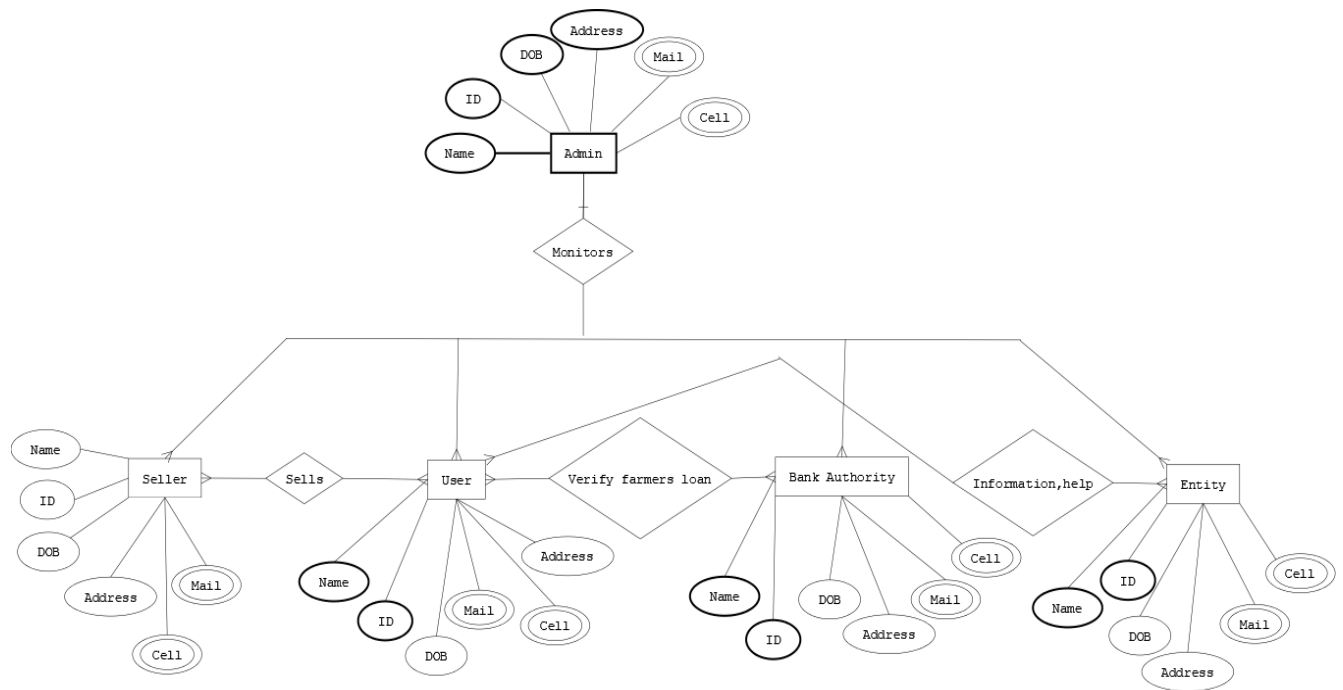 Address
DOB
Mail
ID
Cell
Name
Admin
Monitors
Name
Seller
Sells
User
Verify farmers loan
Bank Authority
Information,help
Entity
ID
DOB
Address
Mail
Cell
Name
ID
DOB
Mail
Cell
Address
Name
ID
DOB
Address
Mail
Cell
Name
ID
DOB
Address
Mail
Cell